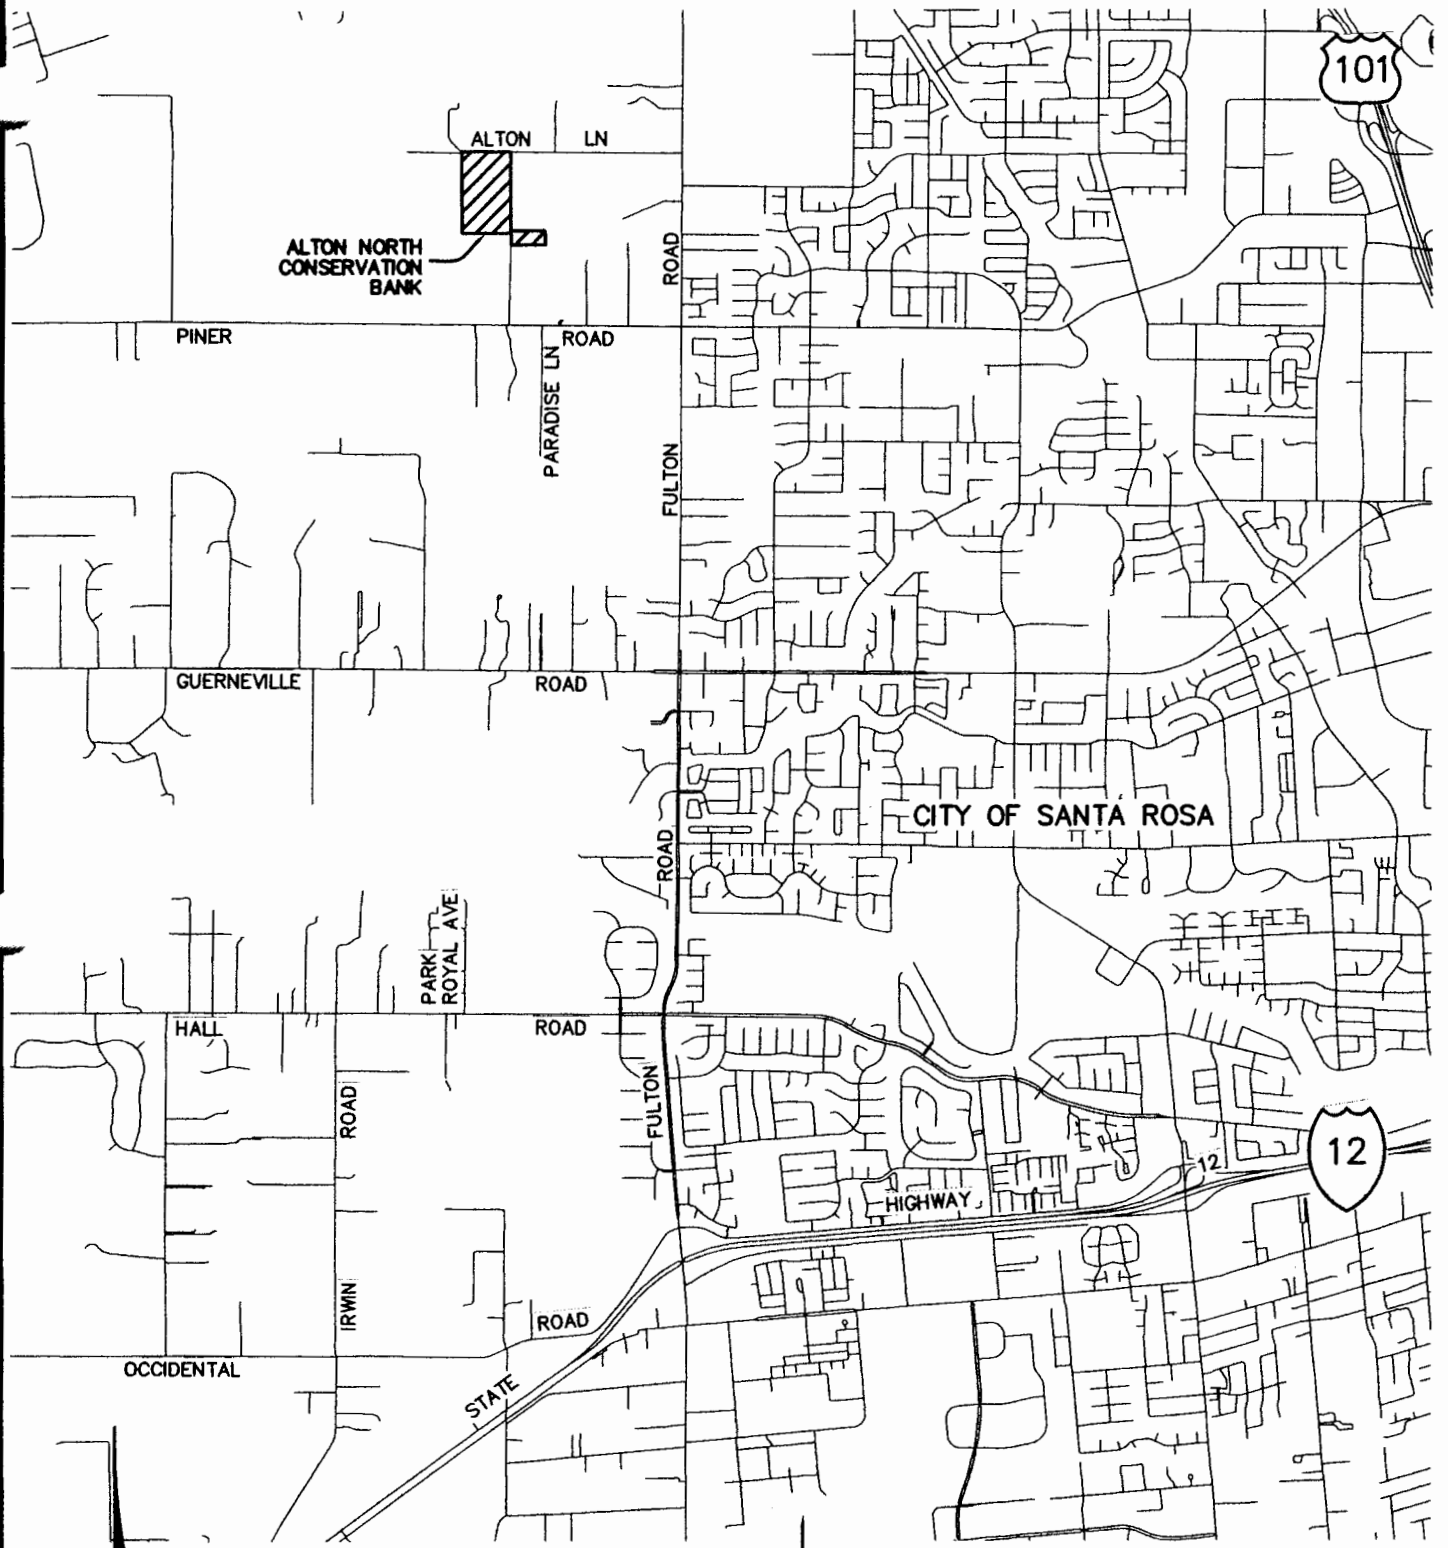 101
ALTON LN
ALTON NORTH
CONSERVATION
BANK
ROAD
PINER
ROAD
PARADISE LN
FULTON
GUERNEVILLE
ROAD
CITY OF SANTA ROSA
ROAD
PARK
ROYAL AVE
HALL
ROAD
FULTON
ROAD
12
12
HIGHWAY
IRWIN
ROAD
OCCIDENTAL
STATE